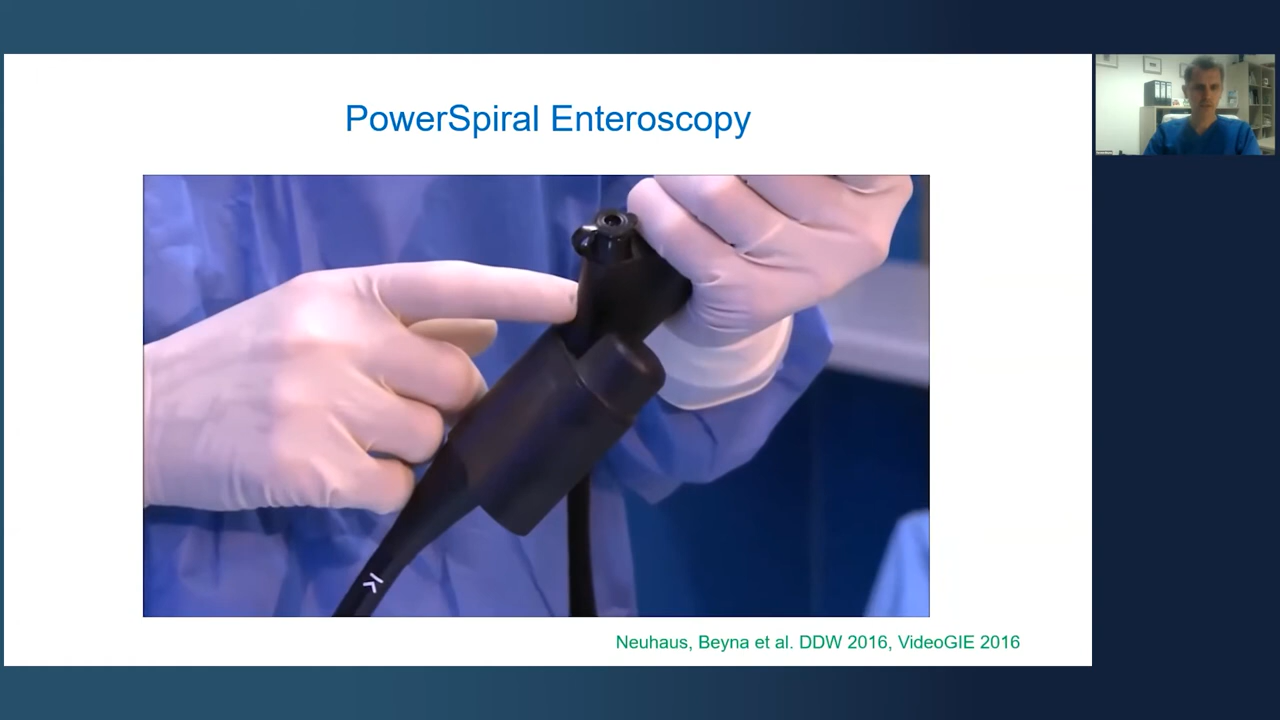 PowerSpiral Enteroscopy
Neuhaus, Beyna et al. DDW 2016, VideoGIE 2016